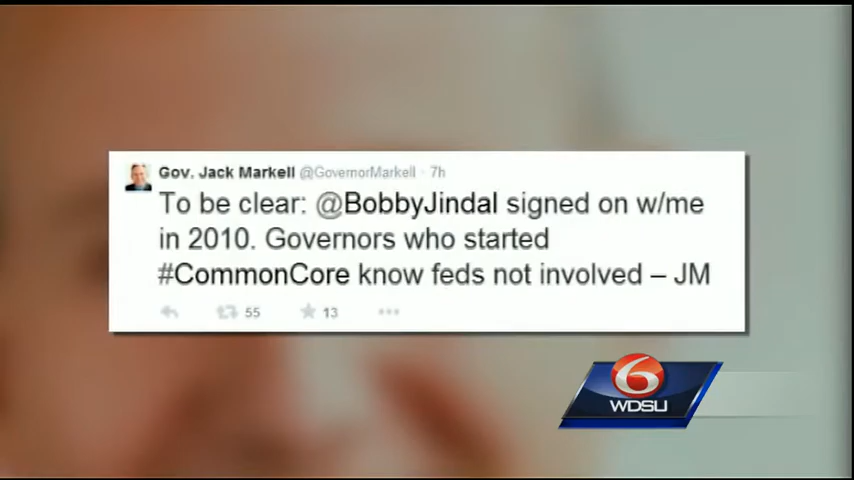 Gov. Jack Markell @GovernorMarkell · 7h
To be clear: @BobbyJindal signed on w/me
in 2010. Governors who started
#CommonCore know feds not involved – JM
55 13
6
WDSU